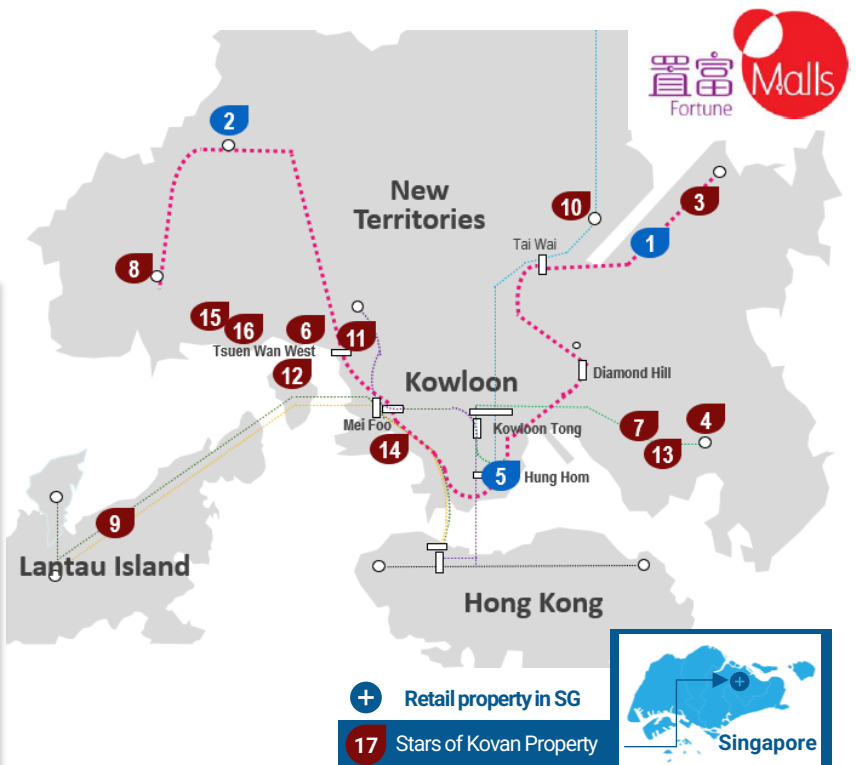 置富
Fortune
Malls
2
New
Territories
10
3
Tai Wai
1
8
15
16
6
11
Tsuen Wan West
12
Kowloon
Diamond Hill
Mei Foo
Kowloon Tong
7
4
14
13
5
Hung Hom
9
Lantau Island
Hong Kong
+ Retail property in SG
17 Stars of Kovan Property
+
Singapore